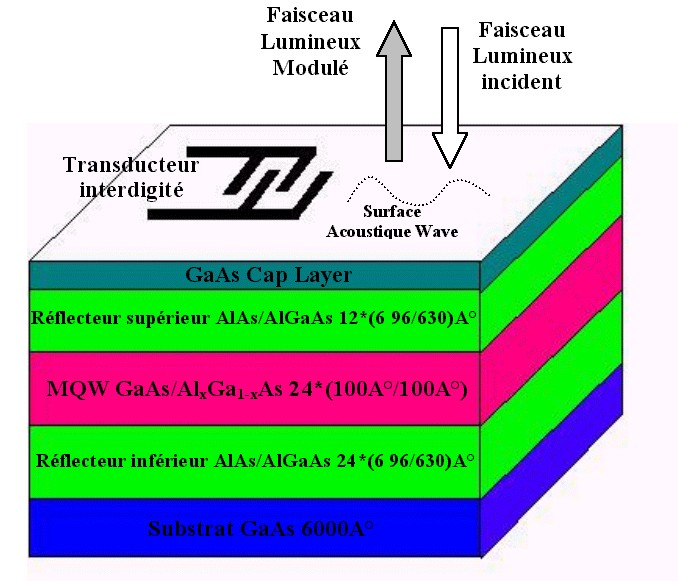 Faisceau
Lumineux
Modulé
Faisceau
Lumineux
incident
Transducteur
interdigité
Surface
Acoustique Wave
GaAs Cap Layer
Réflecteur supérieur AlAs/AlGaAs 12*(6 96/630)A°
MQW GaAs/AlxGa1-xAs 24*(100A°/100A°)
Réflecteur inférieur AlAs/AlGaAs 24*(6 96/630)A°
Substrat GaAs 6000A°